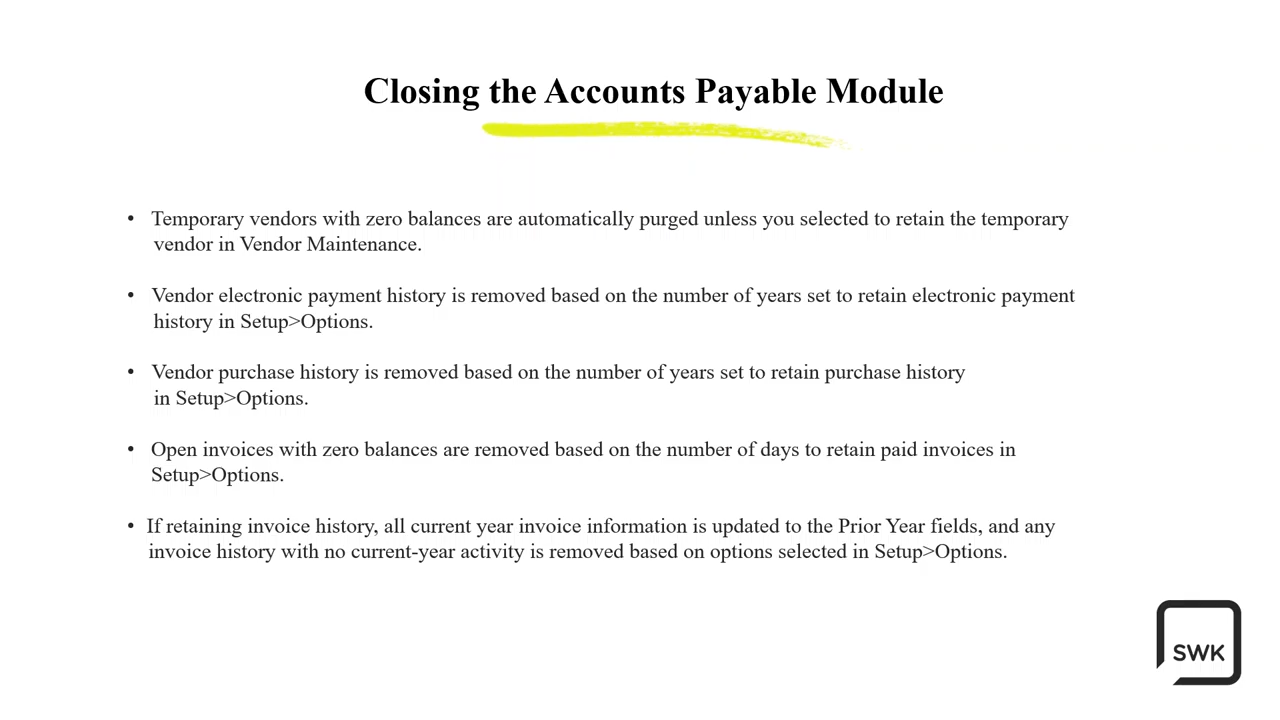 Closing the Accounts Payable Module
• Temporary vendors with zero balances are automatically purged unless you selected to retain the temporary
vendor in Vendor Maintenance.
• Vendor electronic payment history is removed based on the number of years set to retain electronic payment
history in Setup>Options.
• Vendor purchase history is removed based on the number of years set to retain purchase history
in Setup>Options.
• Open invoices with zero balances are removed based on the number of days to retain paid invoices in
Setup>Options.
• If retaining invoice history, all current year invoice information is updated to the Prior Year fields, and any
invoice history with no current-year activity is removed based on options selected in Setup>Options.
SWK